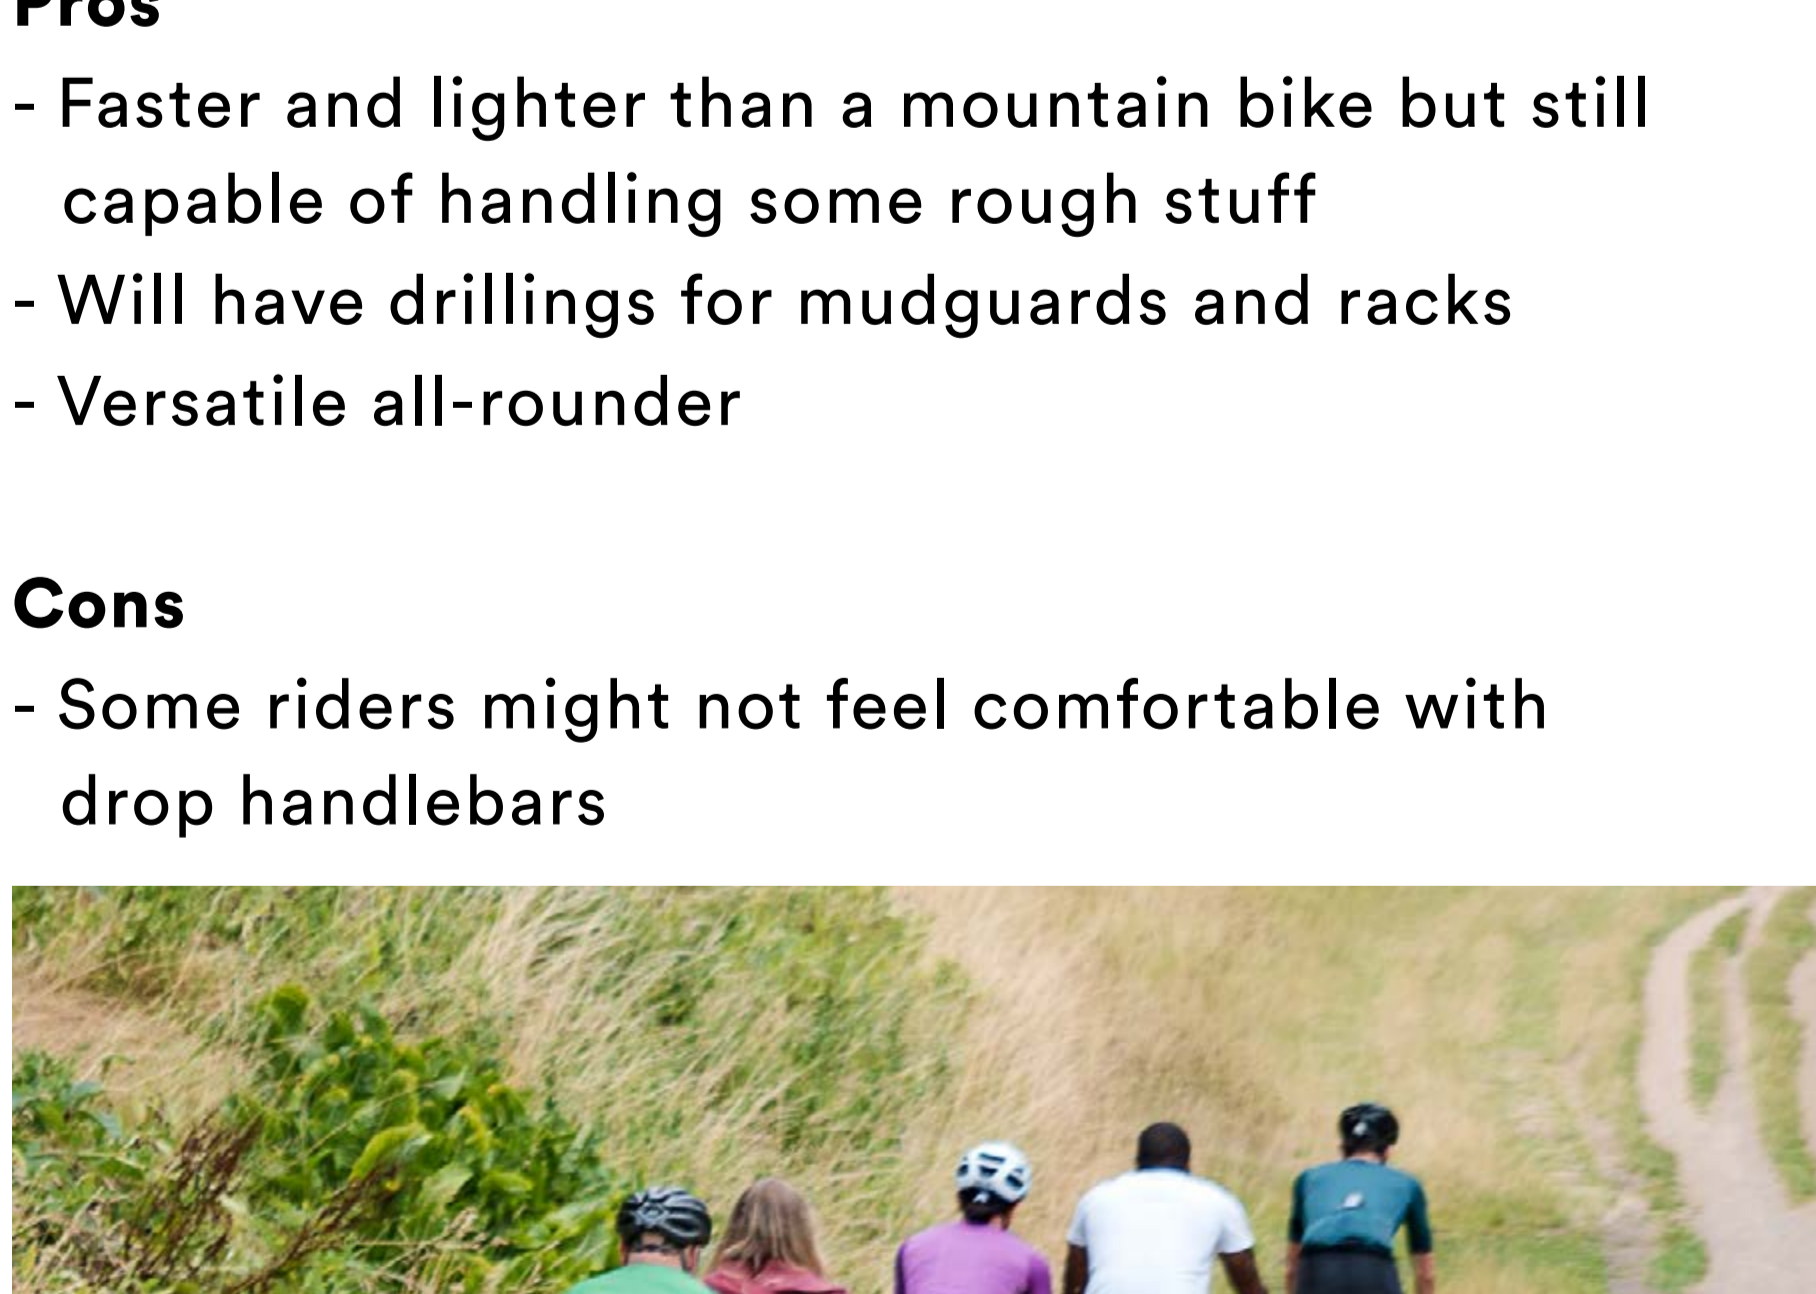 Pros
- Faster and lighter than a mountain bike but still
capable of handling some rough stuff
- Will have drillings for mudguards and racks
- Versatile all-rounder
Cons
- Some riders might not feel comfortable with
drop handlebars